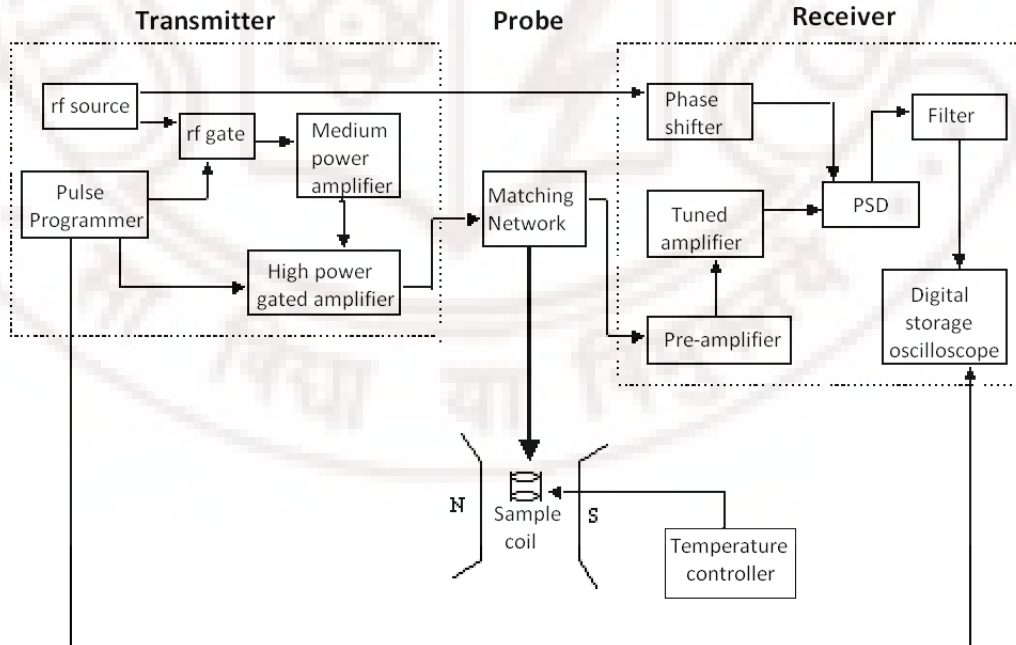 Transmitter
Probe
Receiver
rf source
rf gate
Medium
power
amplifier
Pulse
Programmer
High power
gated amplifier
Matching
Network
Phase
shifter
Filter
PSD
Tuned
amplifier
Pre-amplifier
Digital
storage
oscilloscope
N
Sample
coil
S
Temperature
controller